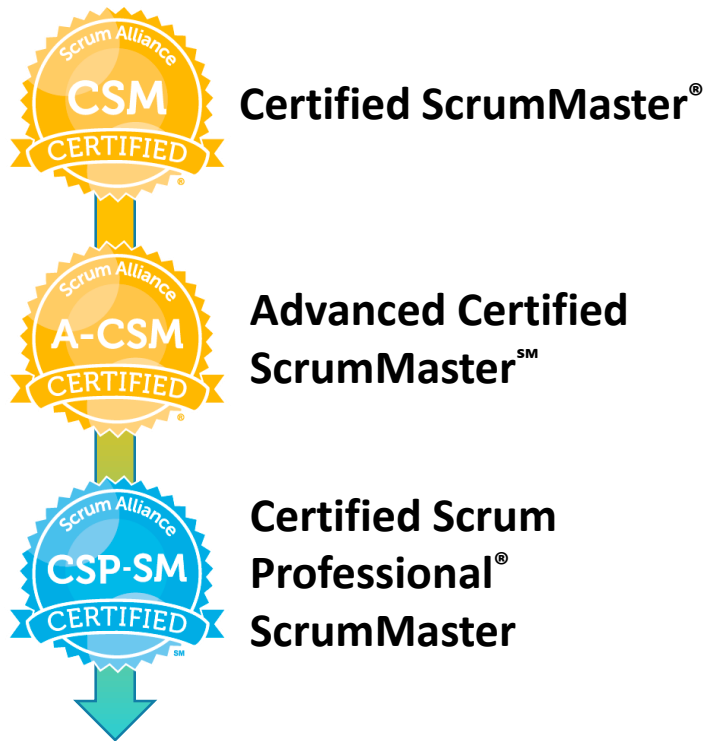 Scrum Alliance
CSM
CERTIFIED
®
Certified ScrumMaster®
Scrum Alliance
A-CSM
CERTIFIED
®
Advanced Certified
ScrumMaster℠
Scrum Alliance
CSP-SM
CERTIFIED
SM
Certified Scrum
Professional®
ScrumMaster